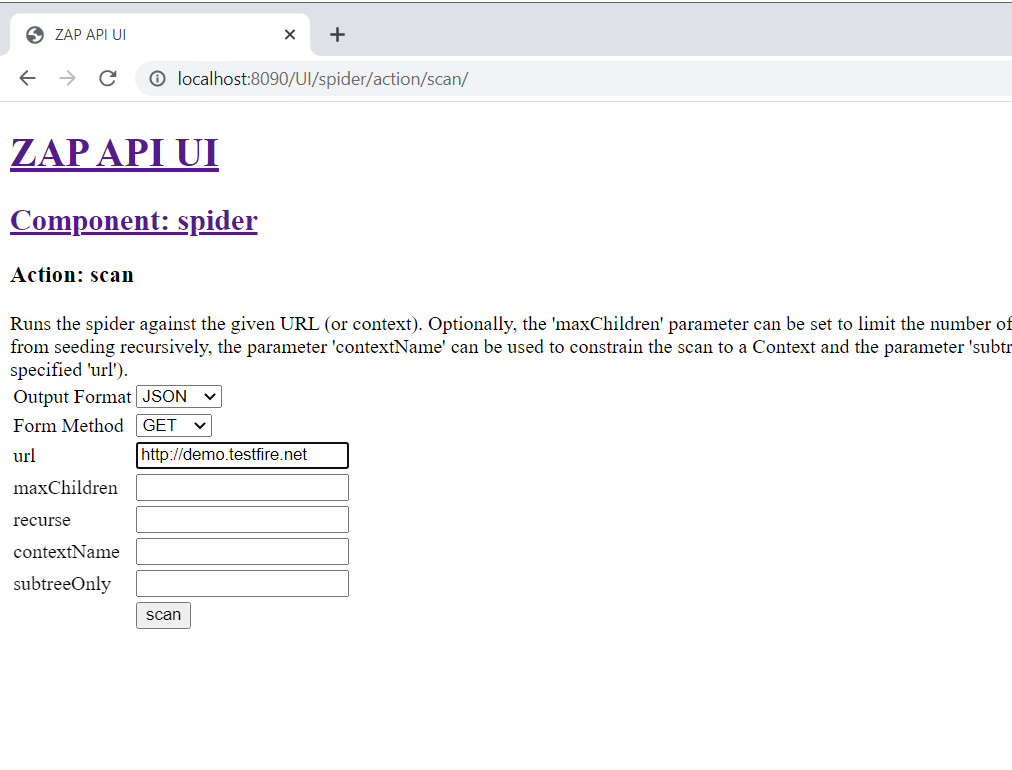 ZAP API UI
localhost:8090/UI/spider/action/scan/
ZAP API UI
Component: spider
Action: scan
Runs the spider against the given URL (or context). Optionally, the 'maxChildren' parameter can be set to limit the number of
from seeding recursively, the parameter 'contextName' can be used to constrain the scan to a Context and the parameter 'subtr
specified 'url').
Output Format JSON
Form Method GET
url http://demo.testfire.net
maxChildren
recurse
contextName
subtreeOnly
scan